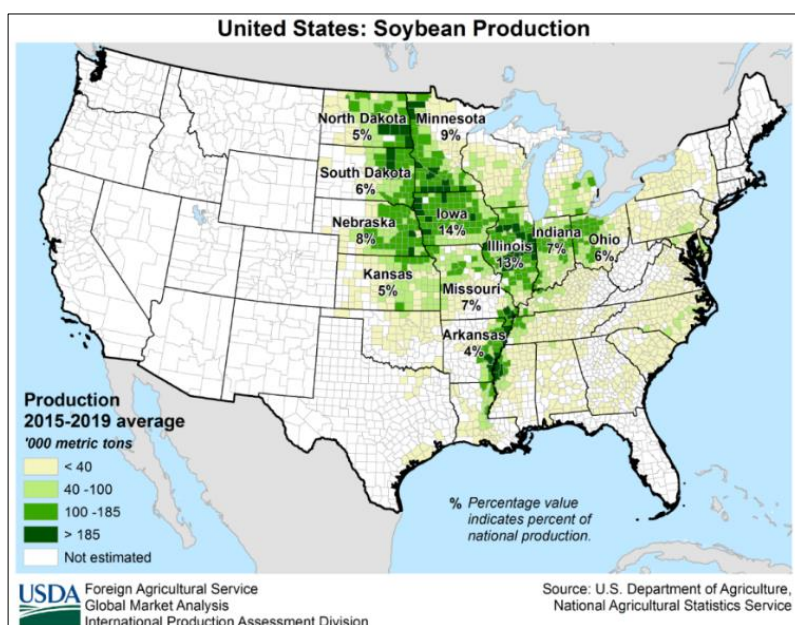 United States: Soybean Production
North Dakota
5%
Minnesota
9%
South Dakota
6%
Nebraska
8%
Iowa
14%
Illinois
13%
Indiana
7%
Ohio
6%
Kansas
5%
Missouri
7%
Arkansas
4%
Production
2015-2019 average
'000 metric tons
< 40
40 -100
100 -185
> 185
Not estimated
% Percentage value
indicates percent of
national production.
USDA
Foreign Agricultural Service
Global Market Analysis
International Production Assessment Division
Source: U.S. Department of Agriculture,
National Agricultural Statistics Service